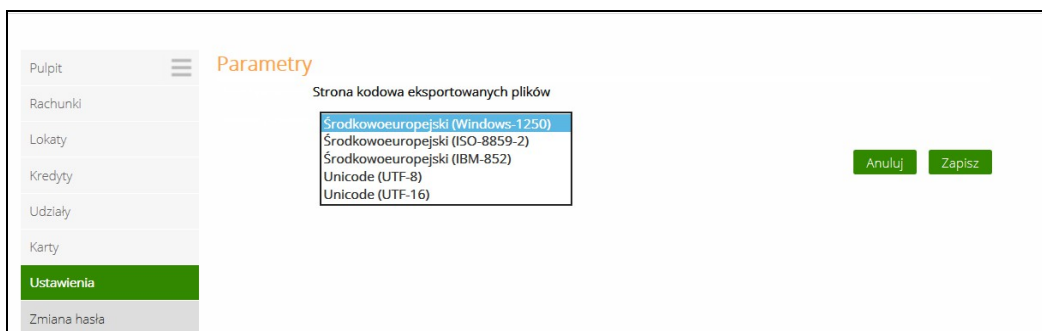 Pulpit
Rachunki
Lokaty
Kredyty
Udziały
Karty
Ustawienia
Zmiana hasła
Parametry
Strona kodowa eksportowanych plików
Środkowoeuropejski (Windows-1250)
Środkowoeuropejski (ISO-8859-2)
Środkowoeuropejski (IBM-852)
Unicode (UTF-8)
Unicode (UTF-16)
Anuluj Zapisz